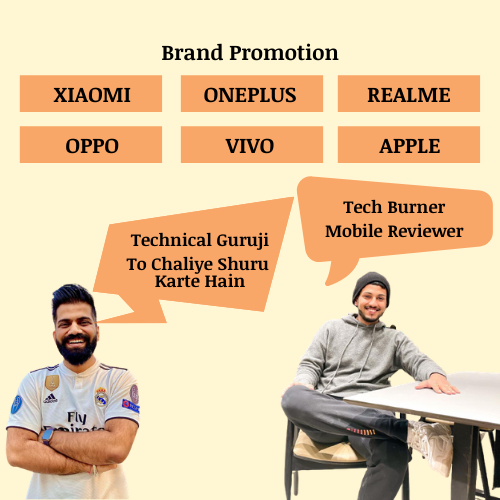 Brand Promotion
XIAOMI
ONEPLUS
REALME
OPPO
VIVO
APPLE
Tech Burner
Mobile Reviewer
Technical Guruji
To Chaliye Shuru
Karte Hain
Fly
Emirates